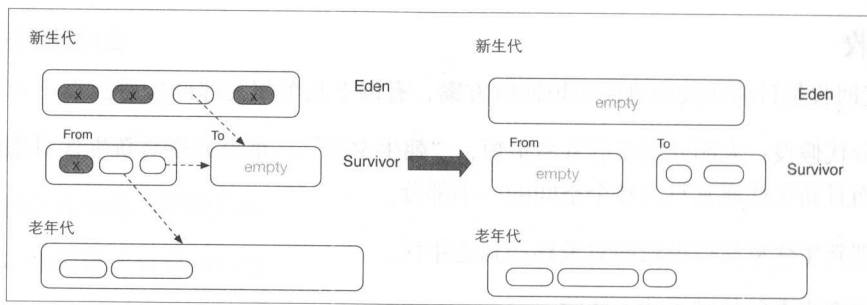 新生代
X X X
Eden
From To
X
empty
Survivor
老年代
新生代
empty
Eden
From To
empty
Survivor
老年代